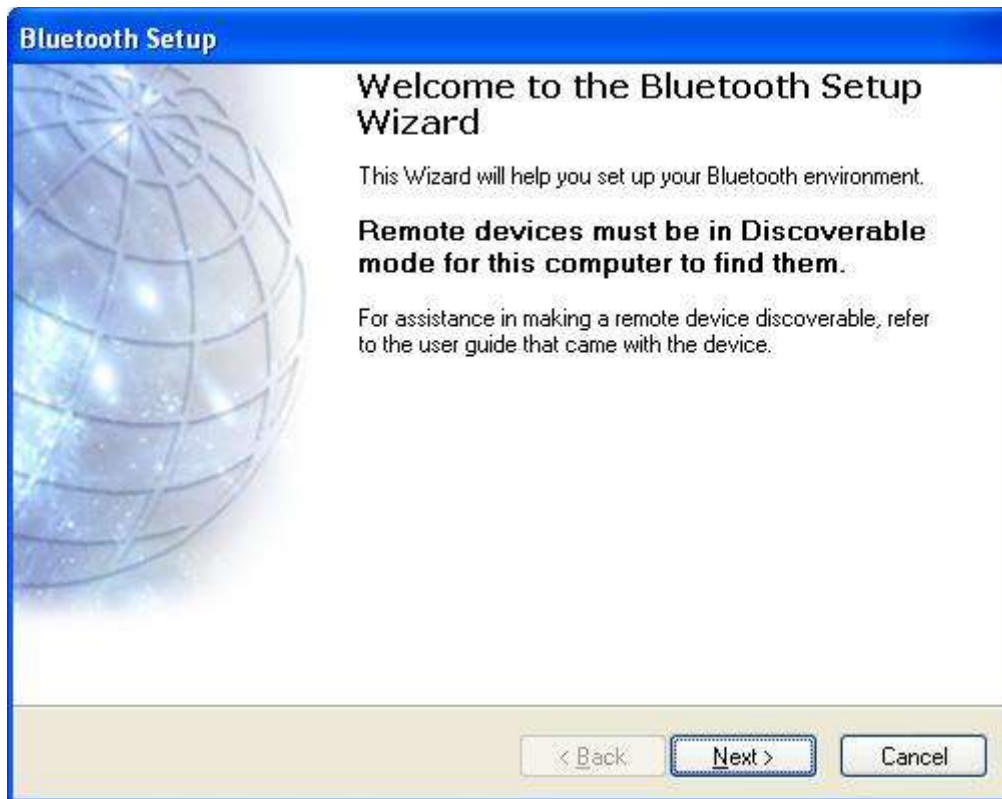 Bluetooth Setup
Welcome to the Bluetooth Setup
Wizard
This Wizard will help you set up your Bluetooth environment.
Remote devices must be in Discoverable
mode for this computer to find them.
For assistance in making a remote device discoverable, refer
to the user guide that came with the device.
< Back
Next >
Cancel